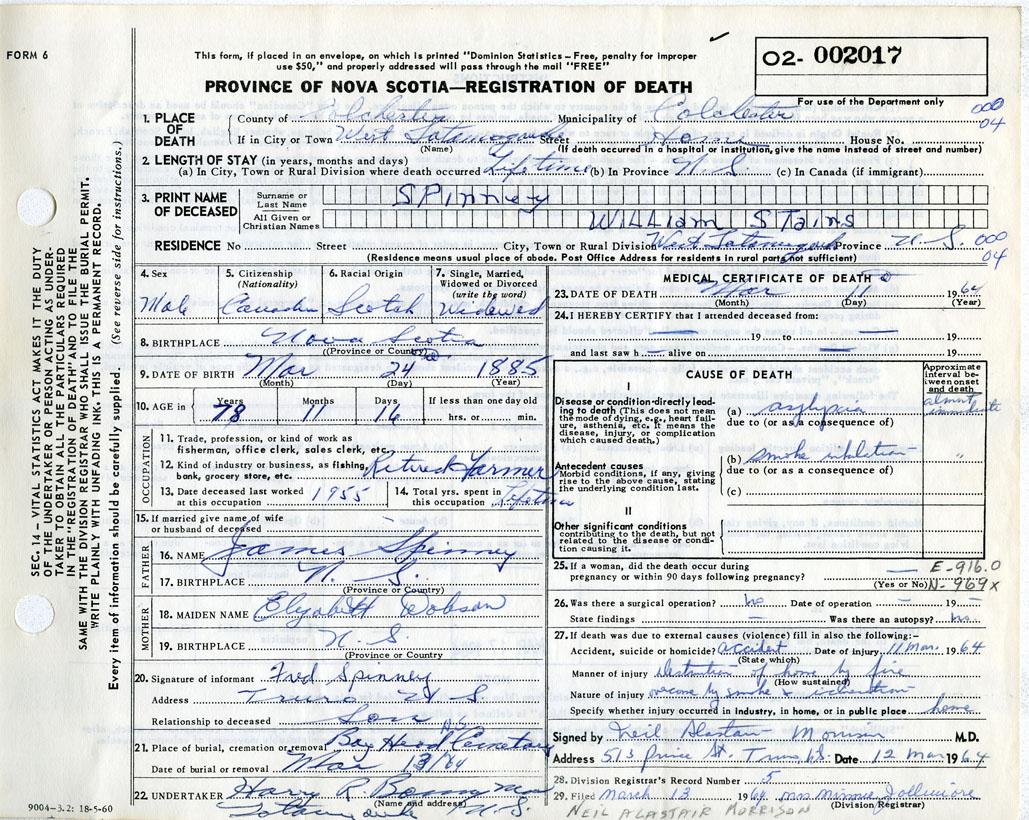 FORM 6
This form, if placed in an envelope, on which is printed "Dominion Statistics—Free, penalty for improper
use $50," and properly addressed will pass through the mail "FREE"
02- 002017
PROVINCE OF NOVA SCOTIA—REGISTRATION OF DEATH
For use of the Department only
000
04
1. PLACE OF DEATH
County of Colchester Municipality of Colchester
If in City or Town West Tatamagouche Street Home House No.
(Name) (If death occurred in a hospital or institution, give the name instead of street and number)
2. LENGTH OF STAY (in years, months and days)
(a) In City, Town or Rural Division where death occurred Lifetime (b) In Province N.S. (c) In Canada (if immigrant)
3. PRINT NAME OF DECEASED
Surname or Last Name SPinney
All Given or Christian Names William Stains
RESIDENCE No Street City, Town or Rural Division West Tatamagouche Province N.S. 000
04
(Residence means usual place of abode. Post Office Address for residents in rural parts not sufficient)
4. Sex
Male
5. Citizenship
(Nationality)
Canadian
6. Racial Origin
Scotch
7. Single, Married,
Widowed or Divorced
(write the word)
Widowed
8. BIRTHPLACE Nova Scotia
(Province or Country)
9. DATE OF BIRTH Mar 24 1885
(Month) (Day) (Year)
10. AGE in Years Months Days If less than one day old
78 11 16 hrs. or min.
OCCUPATION
11. Trade, profession, or kind of work as
fisherman, office clerk, sales clerk, etc.
12. Kind of industry or business, as fishing,
bank, grocery store, etc. Retired Farmer
13. Date deceased last worked
at this occupation 1955
14. Total yrs. spent in
this occupation Lifetime
15. If married give name of wife
or husband of deceased
FATHER
16. NAME James Spinney
17. BIRTHPLACE N. S.
(Province or Country)
MOTHER
18. MAIDEN NAME Elizabeth Dobson
19. BIRTHPLACE N. S.
(Province or Country
20. Signature of informant Fred Spinney
Address Truro N S
Relationship to deceased Son
N.S.
21. Place of burial, cremation or removal Bay Head Cemetary
Date of burial or removal Mar 13/64
22. UNDERTAKER Harry R.
(Name and address)
N.S.
9004—3.2: 18-5-60
MEDICAL CERTIFICATE OF DEATH
23. DATE OF DEATH Mar 11 1964
(Month) (Day) (Year)
24. I HEREBY CERTIFY that I attended deceased from:
19 to 19
and last saw h alive on 19
CAUSE OF DEATH
Approximate interval between onset and death
I
Disease or condition directly leading to death (This does not mean the mode of dying, e.g., heart failure, asthenia, etc. It means the disease, injury, or complication which caused death.)
(a) almost immediate
due to (or as a consequence of)
Antecedent causes
Morbid conditions, if any, giving rise to the above cause, stating the underlying condition last.
(b) smoke "
due to (or as a consequence of)
(c)
II
Other significant conditions
contributing to the death, but not related to the disease or condition causing it.
25. If a woman, did the death occur during
pregnancy or within 90 days following pregnancy? —
(Yes or No)
E-916.0
N-969x
26. Was there a surgical operation? no Date of operation — 19 —
State findings — Was there an autopsy? no
27. If death was due to external causes (violence) fill in also the following:—
Accident, suicide or homicide? accident Date of injury 11 Mar. 1964
(State which)
Manner of injury destruction of home by fire
(How sustained)
Nature of injury overcome by smoke &
Specify whether injury occurred in industry, in home, or in public place home
Signed by Neil Alastair Morrison M.D.
Address 513 Prince St. Truro N.S. Date 12 Mar 1964
28. Division Registrar's Record Number 5
29. Filed March 13 1964 Mrs Minnie
(Division Registrar)
NEIL ALASTAIR MORRISON
SEC. 14 — VITAL STATISTICS ACT MAKES IT THE DUTY
OF THE UNDERTAKER OR PERSON ACTING AS UNDER-
TAKER TO OBTAIN ALL THE PARTICULARS REQUIRED
IN THE "REGISTRATION OF DEATH" AND TO FILE THE
SAME WITH THE DIVISION REGISTRAR WHO SHALL ISSUE THE BURIAL PERMIT.
WRITE PLAINLY WITH UNFADING INK. THIS IS A PERMANENT RECORD.
Every item of information should be carefully supplied. (See reverse side for instructions.)